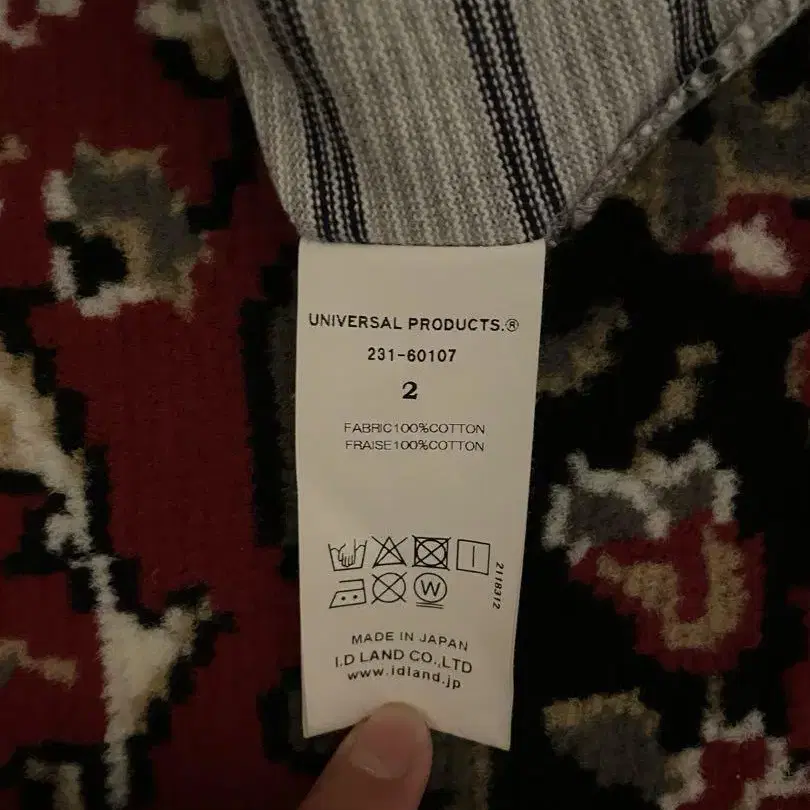 UNIVERSAL PRODUCTS.®
231-60107
2
FABRIC100%COTTON
FRAISE100%COTTON
W
2118312
MADE IN JAPAN
I.D LAND CO.,LTD
www.idland.jp